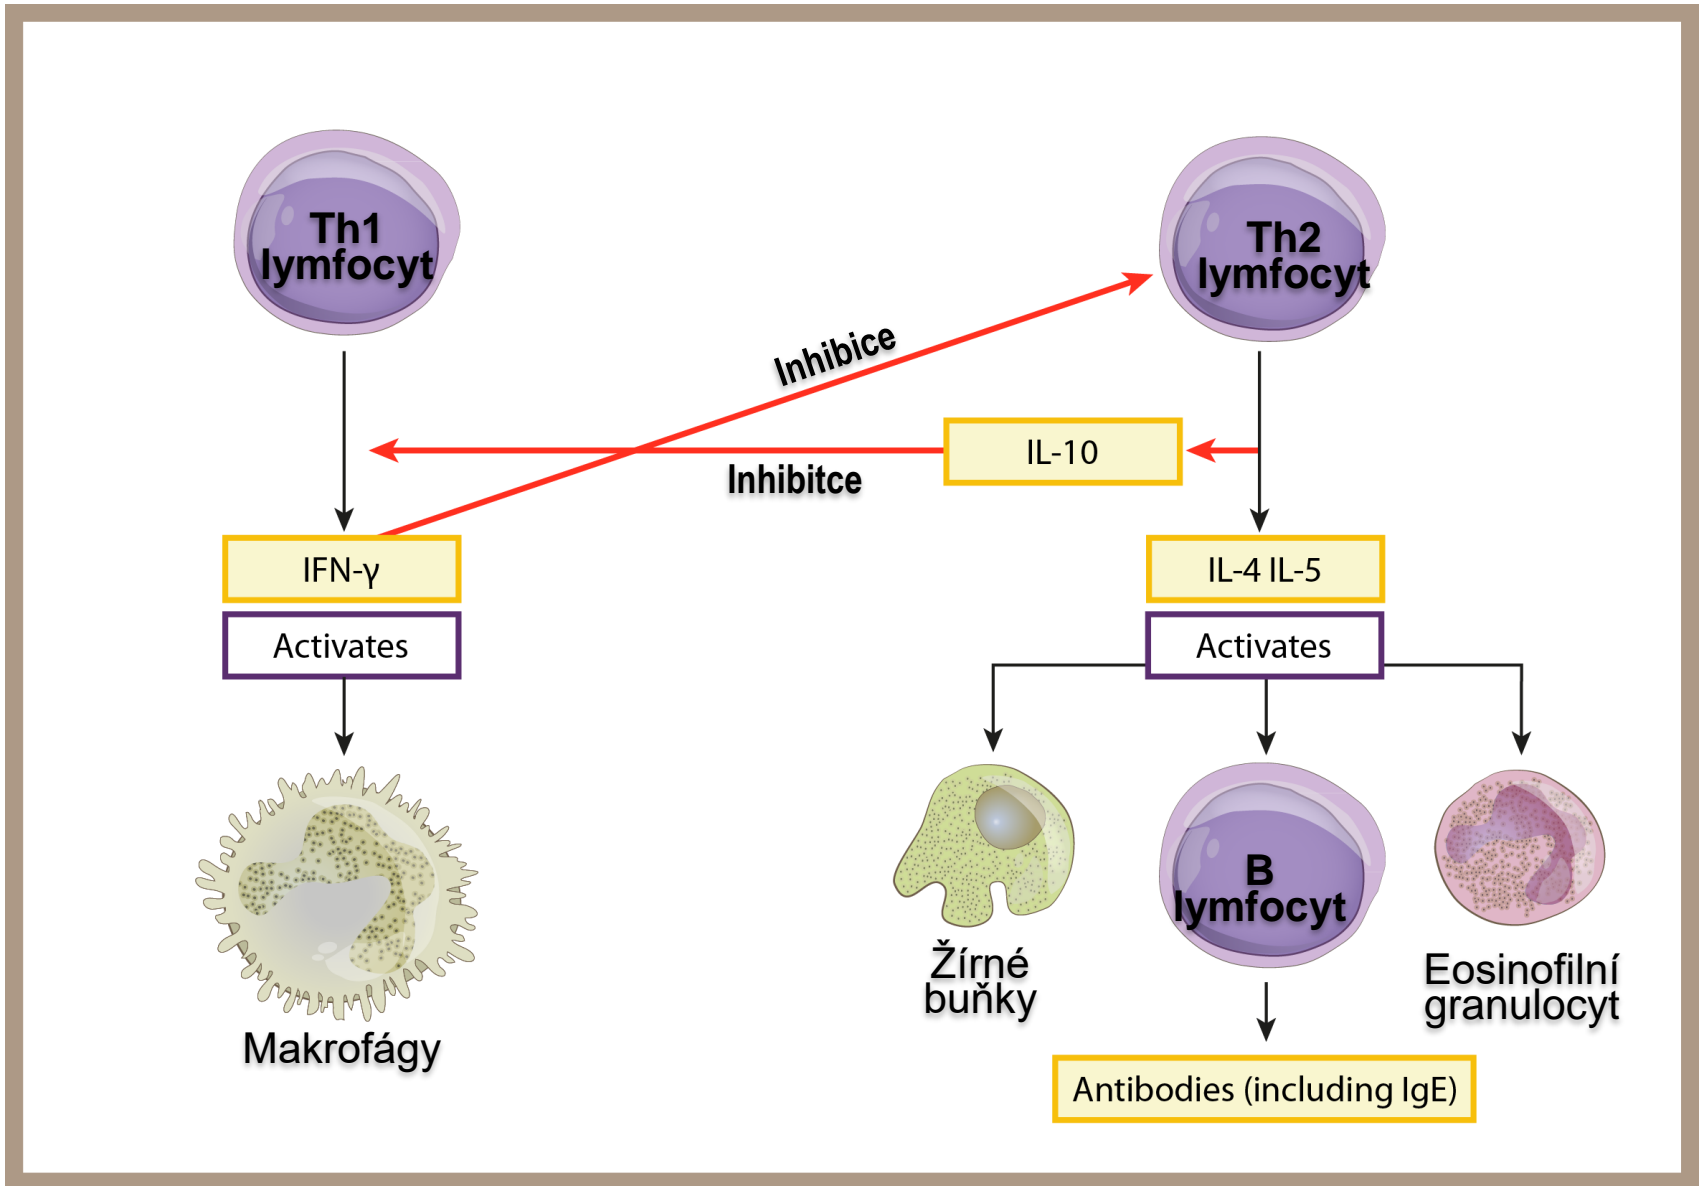 Th1
lymfocyt
Th2
lymfocyt
Inhibice
IL-10
Inhibitce
IFN-γ
IL-4 IL-5
Activates
Activates
B
lymfocyt
Žírné
buňky
Eosinofilní
granulocyt
Makrofágy
Antibodies (including IgE)